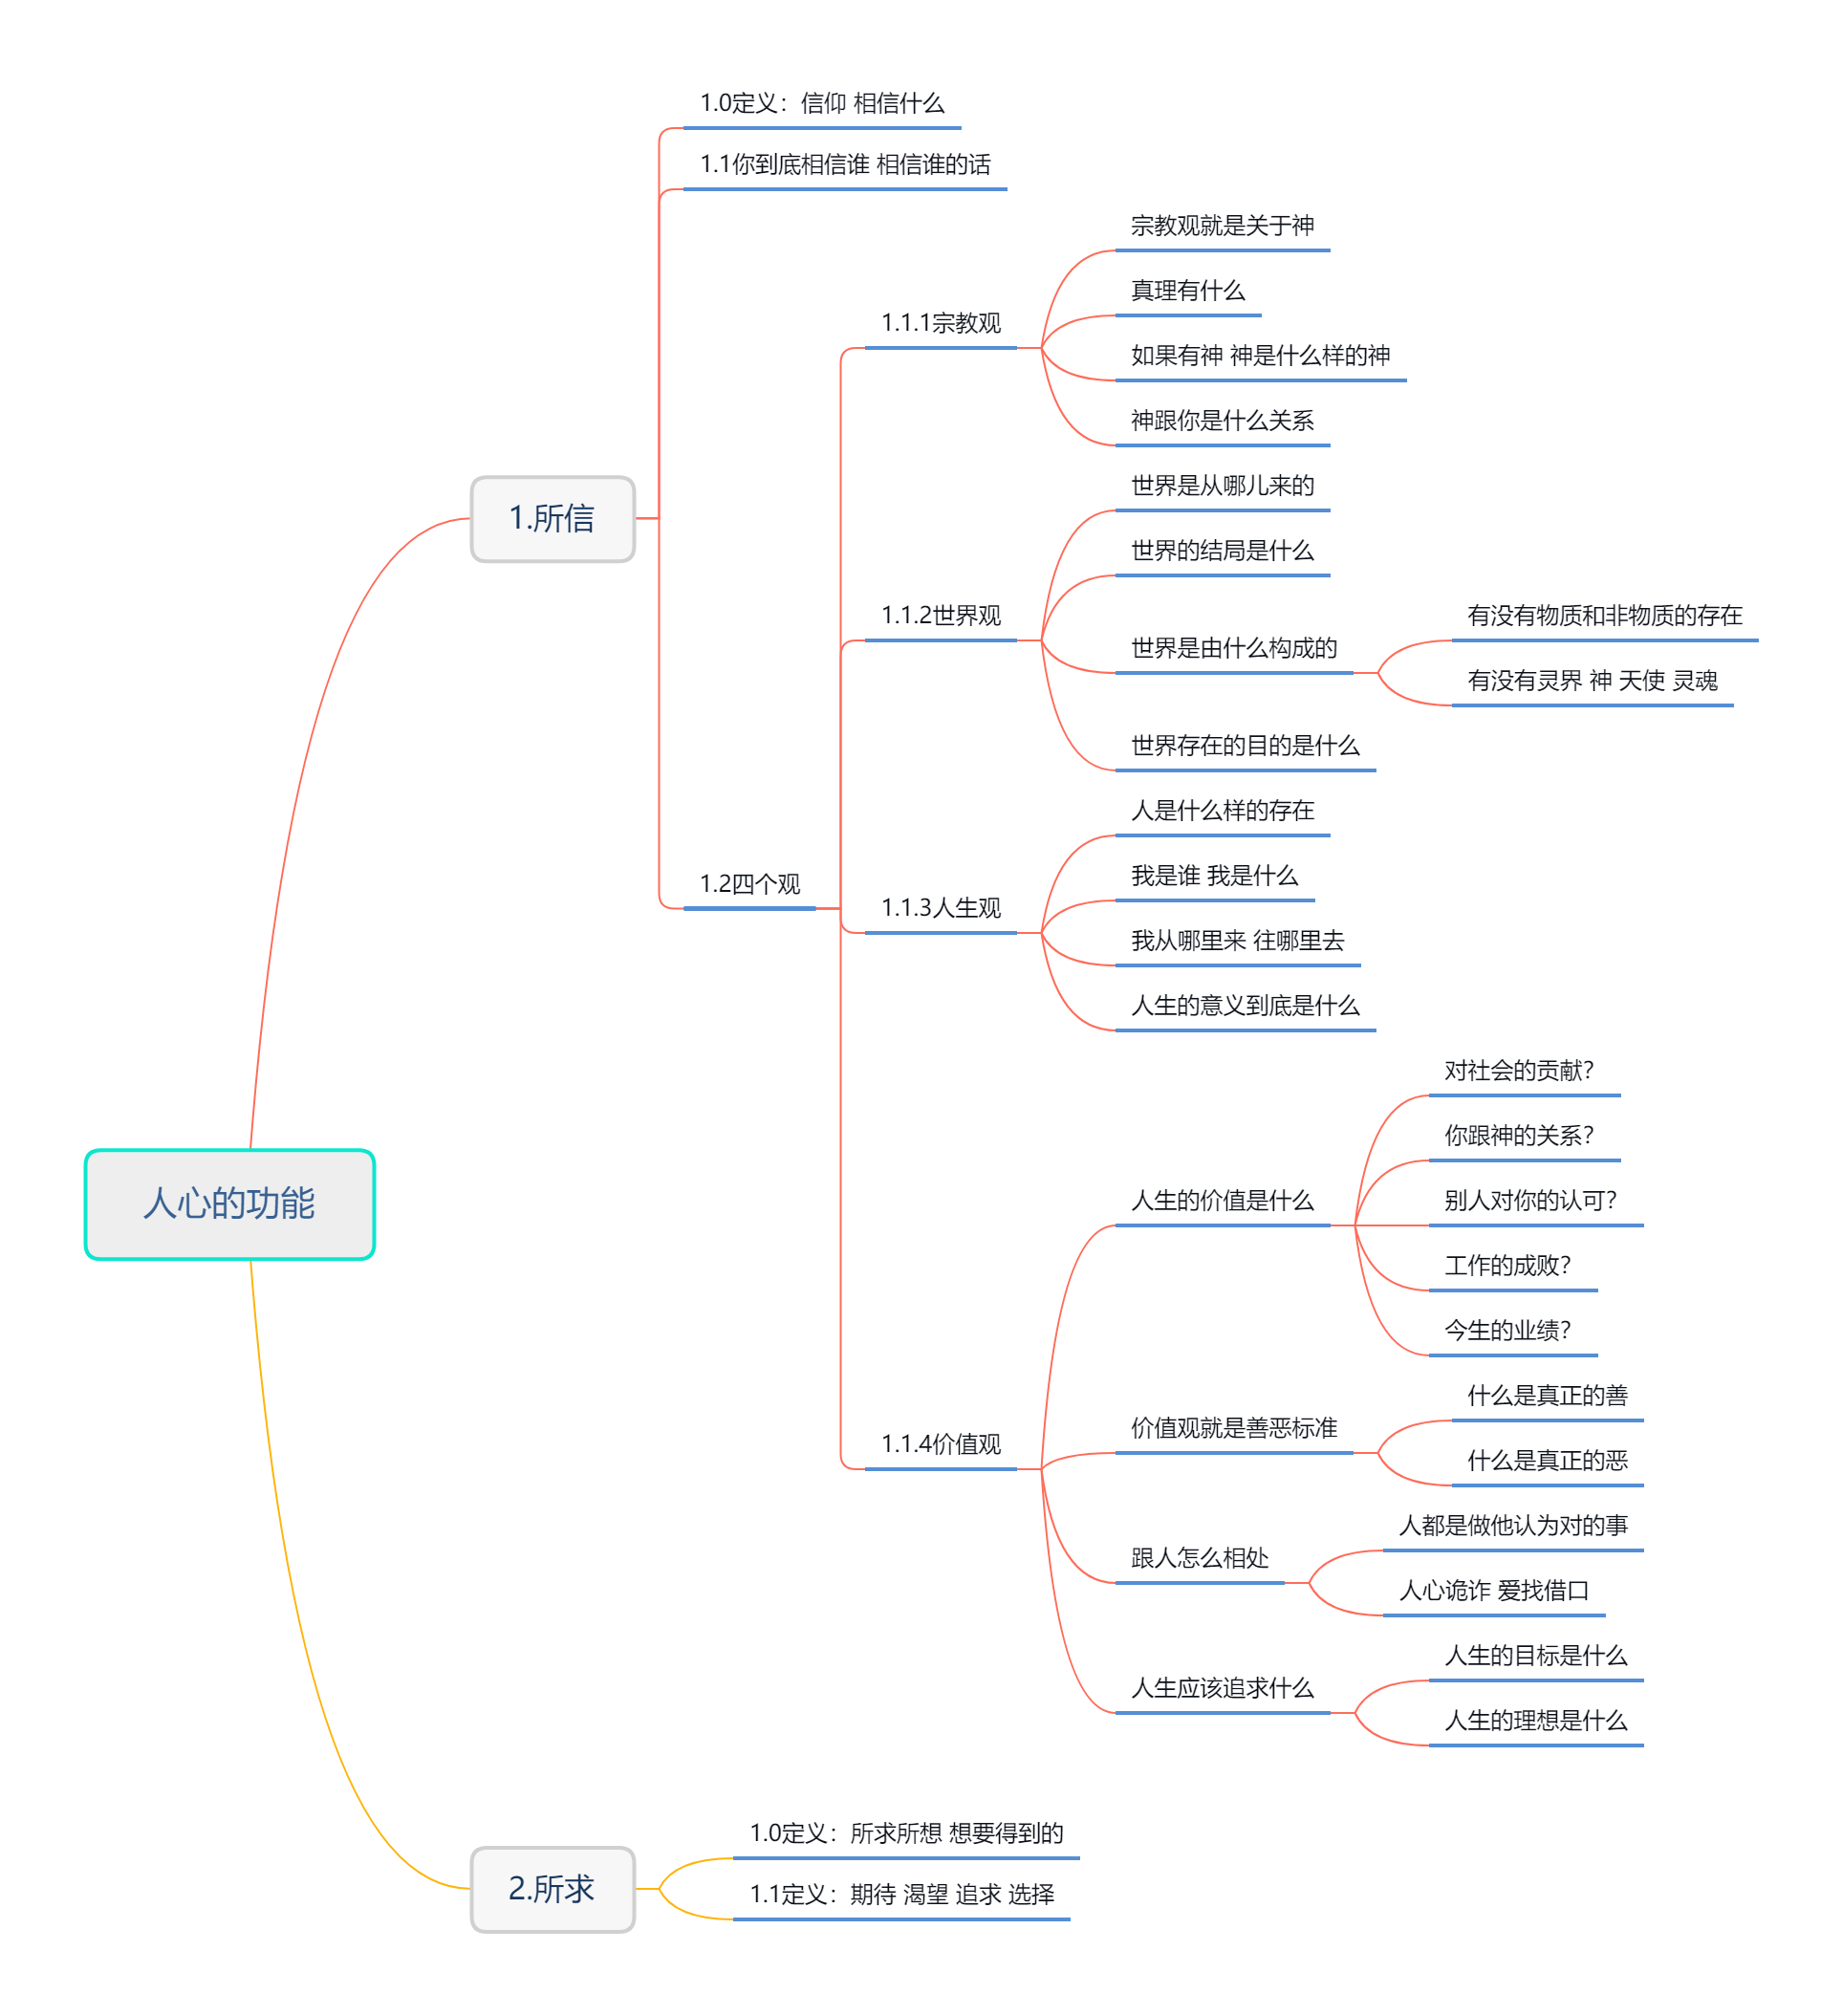 人心的功能
1.所信
1.0定义：信仰 相信什么
1.1你到底相信谁 相信谁的话
1.2四个观
1.1.1宗教观
宗教观就是关于神
真理有什么
如果有神 神是什么样的神
神跟你是什么关系
1.1.2世界观
世界是从哪儿来的
世界的结局是什么
世界是由什么构成的
有没有物质和非物质的存在
有没有灵界 神 天使 灵魂
世界存在的目的是什么
1.1.3人生观
人是什么样的存在
我是谁 我是什么
我从哪里来 往哪里去
人生的意义到底是什么
1.1.4价值观
人生的价值是什么
对社会的贡献？
你跟神的关系？
别人对你的认可？
工作的成败？
今生的业绩？
价值观就是善恶标准
什么是真正的善
什么是真正的恶
跟人怎么相处
人都是做他认为对的事
人心诡诈 爱找借口
人生应该追求什么
人生的目标是什么
人生的理想是什么
2.所求
1.0定义：所求所想 想要得到的
1.1定义：期待 渴望 追求 选择